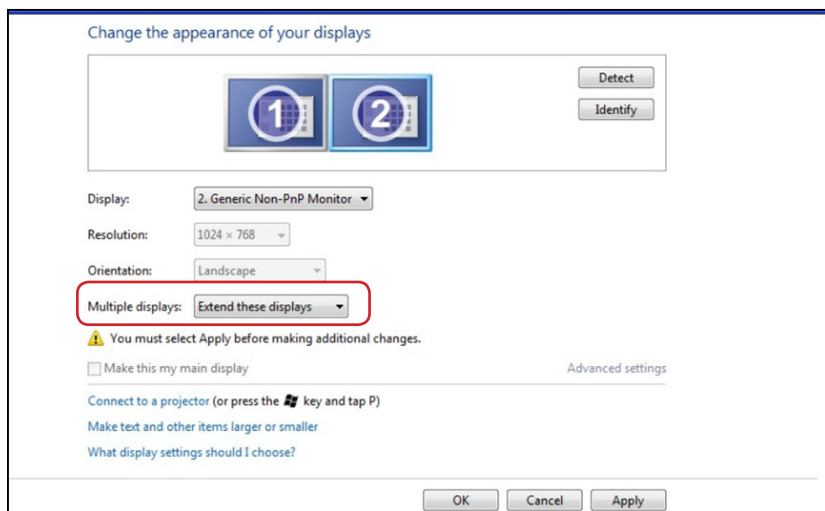 Change the appearance of your displays
1
2
Detect
Identify
Display:
2. Generic Non-PnP Monitor
Resolution:
1024 × 768
Orientation:
Landscape
Multiple displays:
Extend these displays
You must select Apply before making additional changes.
Make this my main display
Advanced settings
Connect to a projector (or press the key and tap P)
Make text and other items larger or smaller
What display settings should I choose?
OK
Cancel
Apply